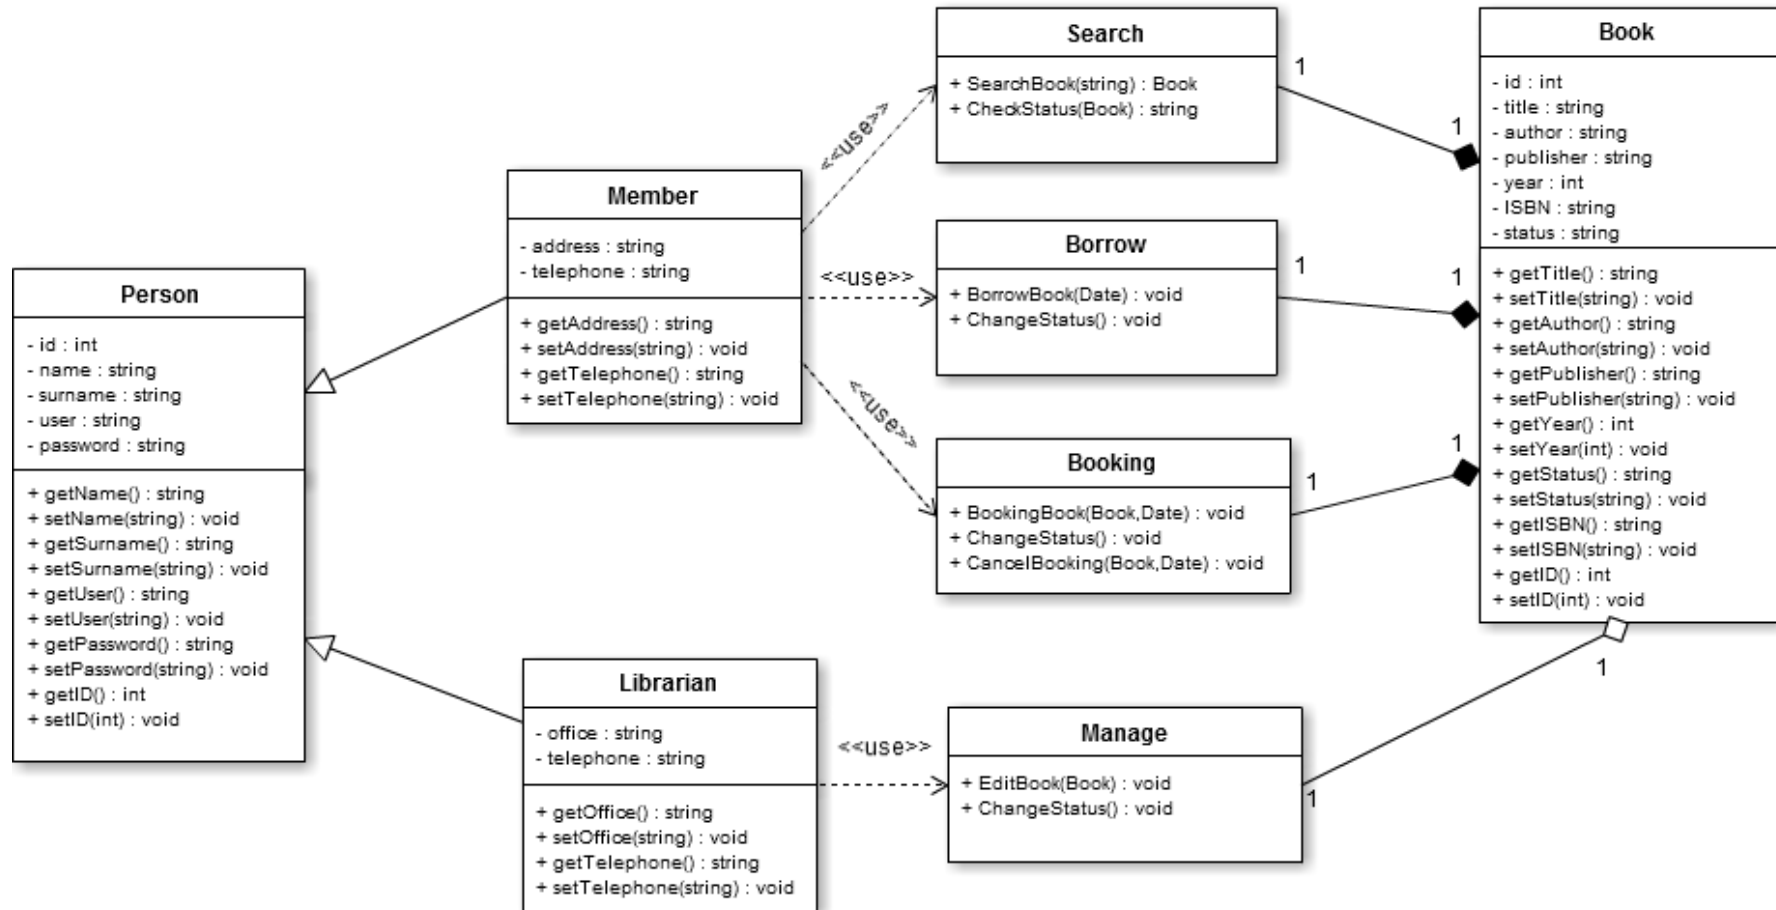 Person
- id : int
- name : string
- surname : string
- user : string
- password : string
+ getName() : string
+ setName(string) : void
+ getSurname() : string
+ setSurname(string) : void
+ getUser() : string
+ setUser(string) : void
+ getPassword() : string
+ setPassword(string) : void
+ getID() : int
+ setID(int) : void
Member
- address : string
- telephone : string
+ getAddress() : string
+ setAddress(string) : void
+ getTelephone() : string
+ setTelephone(string) : void
Librarian
- office : string
- telephone : string
+ getOffice() : string
+ setOffice(string) : void
+ getTelephone() : string
+ setTelephone(string) : void
<<use>>
<<use>>
<<use>>
<<use>>
Search
+ SearchBook(string) : Book
+ CheckStatus(Book) : string
Borrow
+ BorrowBook(Date) : void
+ ChangeStatus() : void
Booking
+ BookingBook(Book,Date) : void
+ ChangeStatus() : void
+ CancelBooking(Book,Date) : void
Manage
+ EditBook(Book) : void
+ ChangeStatus() : void
1
1
1
1
1
1
1
1
Book
- id : int
- title : string
- author : string
- publisher : string
- year : int
- ISBN : string
- status : string
+ getTitle() : string
+ setTitle(string) : void
+ getAuthor() : string
+ setAuthor(string) : void
+ getPublisher() : string
+ setPublisher(string) : void
+ getYear() : int
+ setYear(int) : void
+ getStatus() : string
+ setStatus(string) : void
+ getISBN() : string
+ setISBN(string) : void
+ getID() : int
+ setID(int) : void